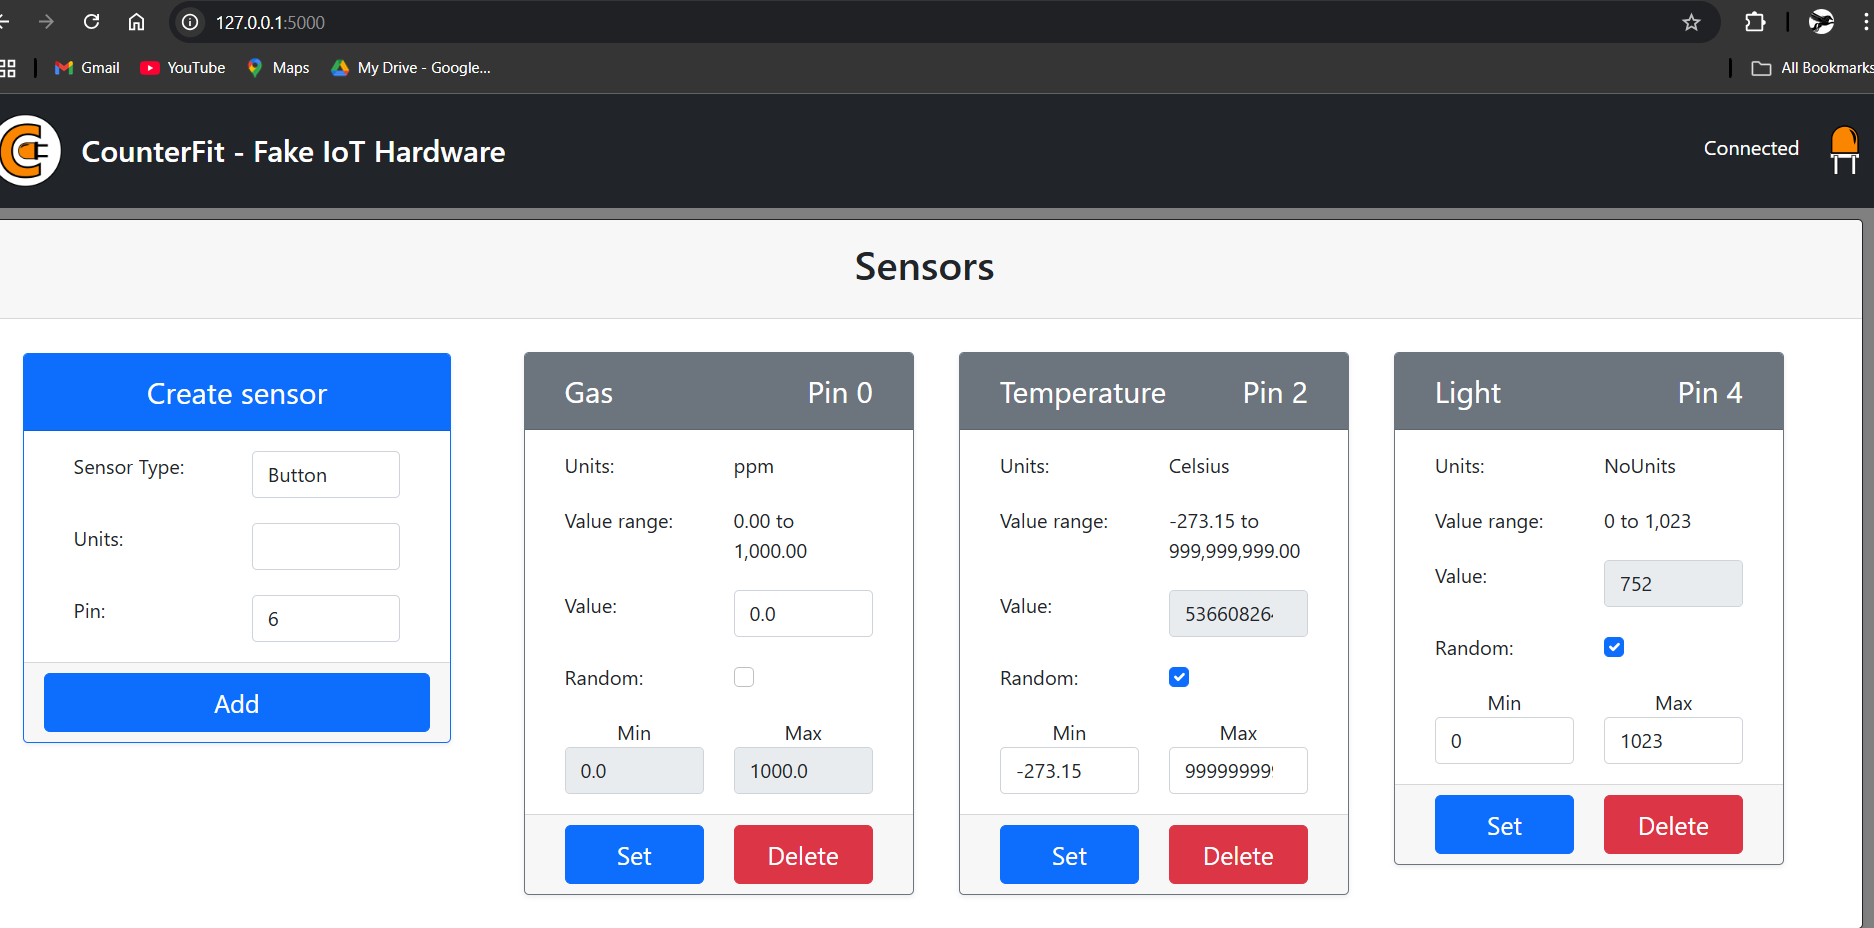 127.0.0.1:5000
Gmail YouTube Maps My Drive - Google... All Bookmarks
CounterFit - Fake IoT Hardware Connected
Sensors
Create sensor
Sensor Type: Button
Units:
Pin: 6
Add
Gas Pin 0
Units: ppm
Value range: 0.00 to
1,000.00
Value: 0.0
Random:
Min Max
0.0 1000.0
Set Delete
Temperature Pin 2
Units: Celsius
Value range: -273.15 to
999,999,999.00
Value: 53660826
Random:
Min Max
-273.15 99999999
Set Delete
Light Pin 4
Units: NoUnits
Value range: 0 to 1,023
Value: 752
Random:
Min Max
0 1023
Set Delete